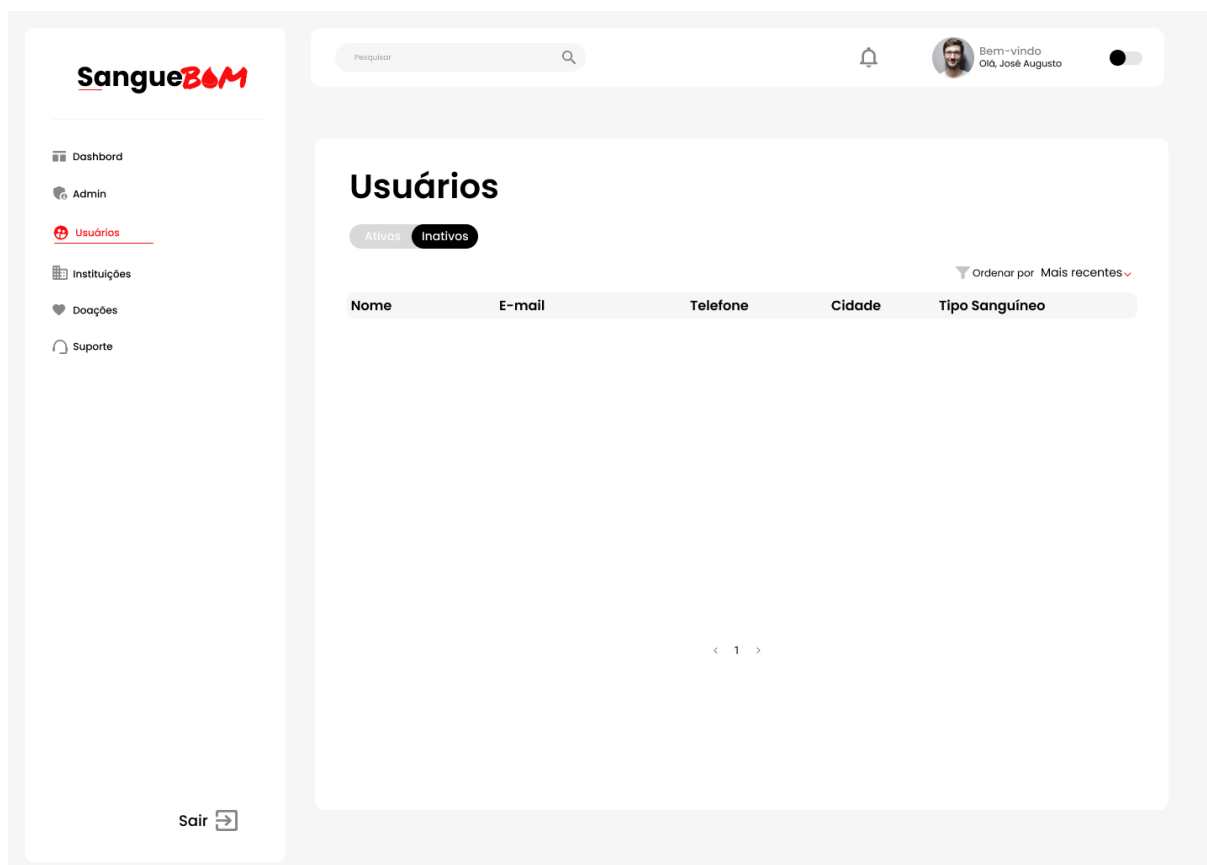 SangueBOM
Dashbord
Admin
Usuários
Instituições
Doações
Suporte
Sair
Pesquisar
Bem-vindo
Olá, José Augusto
Usuários
Ativos Inativos
Ordenar por Mais recentes
Nome E-mail Telefone Cidade Tipo Sanguíneo
< 1 >